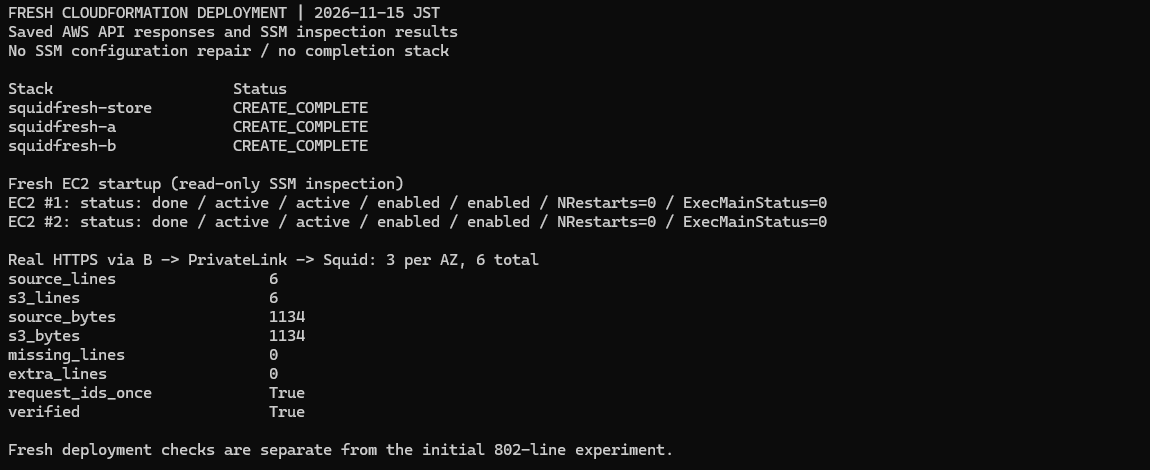 FRESH CLOUDFORMATION DEPLOYMENT | 2026-11-15 JST
Saved AWS API responses and SSM inspection results
No SSM configuration repair / no completion stack
Stack Status
squidfresh-store CREATE_COMPLETE
squidfresh-a CREATE_COMPLETE
squidfresh-b CREATE_COMPLETE
Fresh EC2 startup (read-only SSM inspection)
EC2 #1: status: done / active / active / enabled / enabled / NRestarts=0 / ExecMainStatus=0
EC2 #2: status: done / active / active / enabled / enabled / NRestarts=0 / ExecMainStatus=0
Real HTTPS via B -> PrivateLink -> Squid: 3 per AZ, 6 total
source_lines 6
s3_lines 6
source_bytes 1134
s3_bytes 1134
missing_lines 0
extra_lines 0
request_ids_once True
verified True
Fresh deployment checks are separate from the initial 802-line experiment.